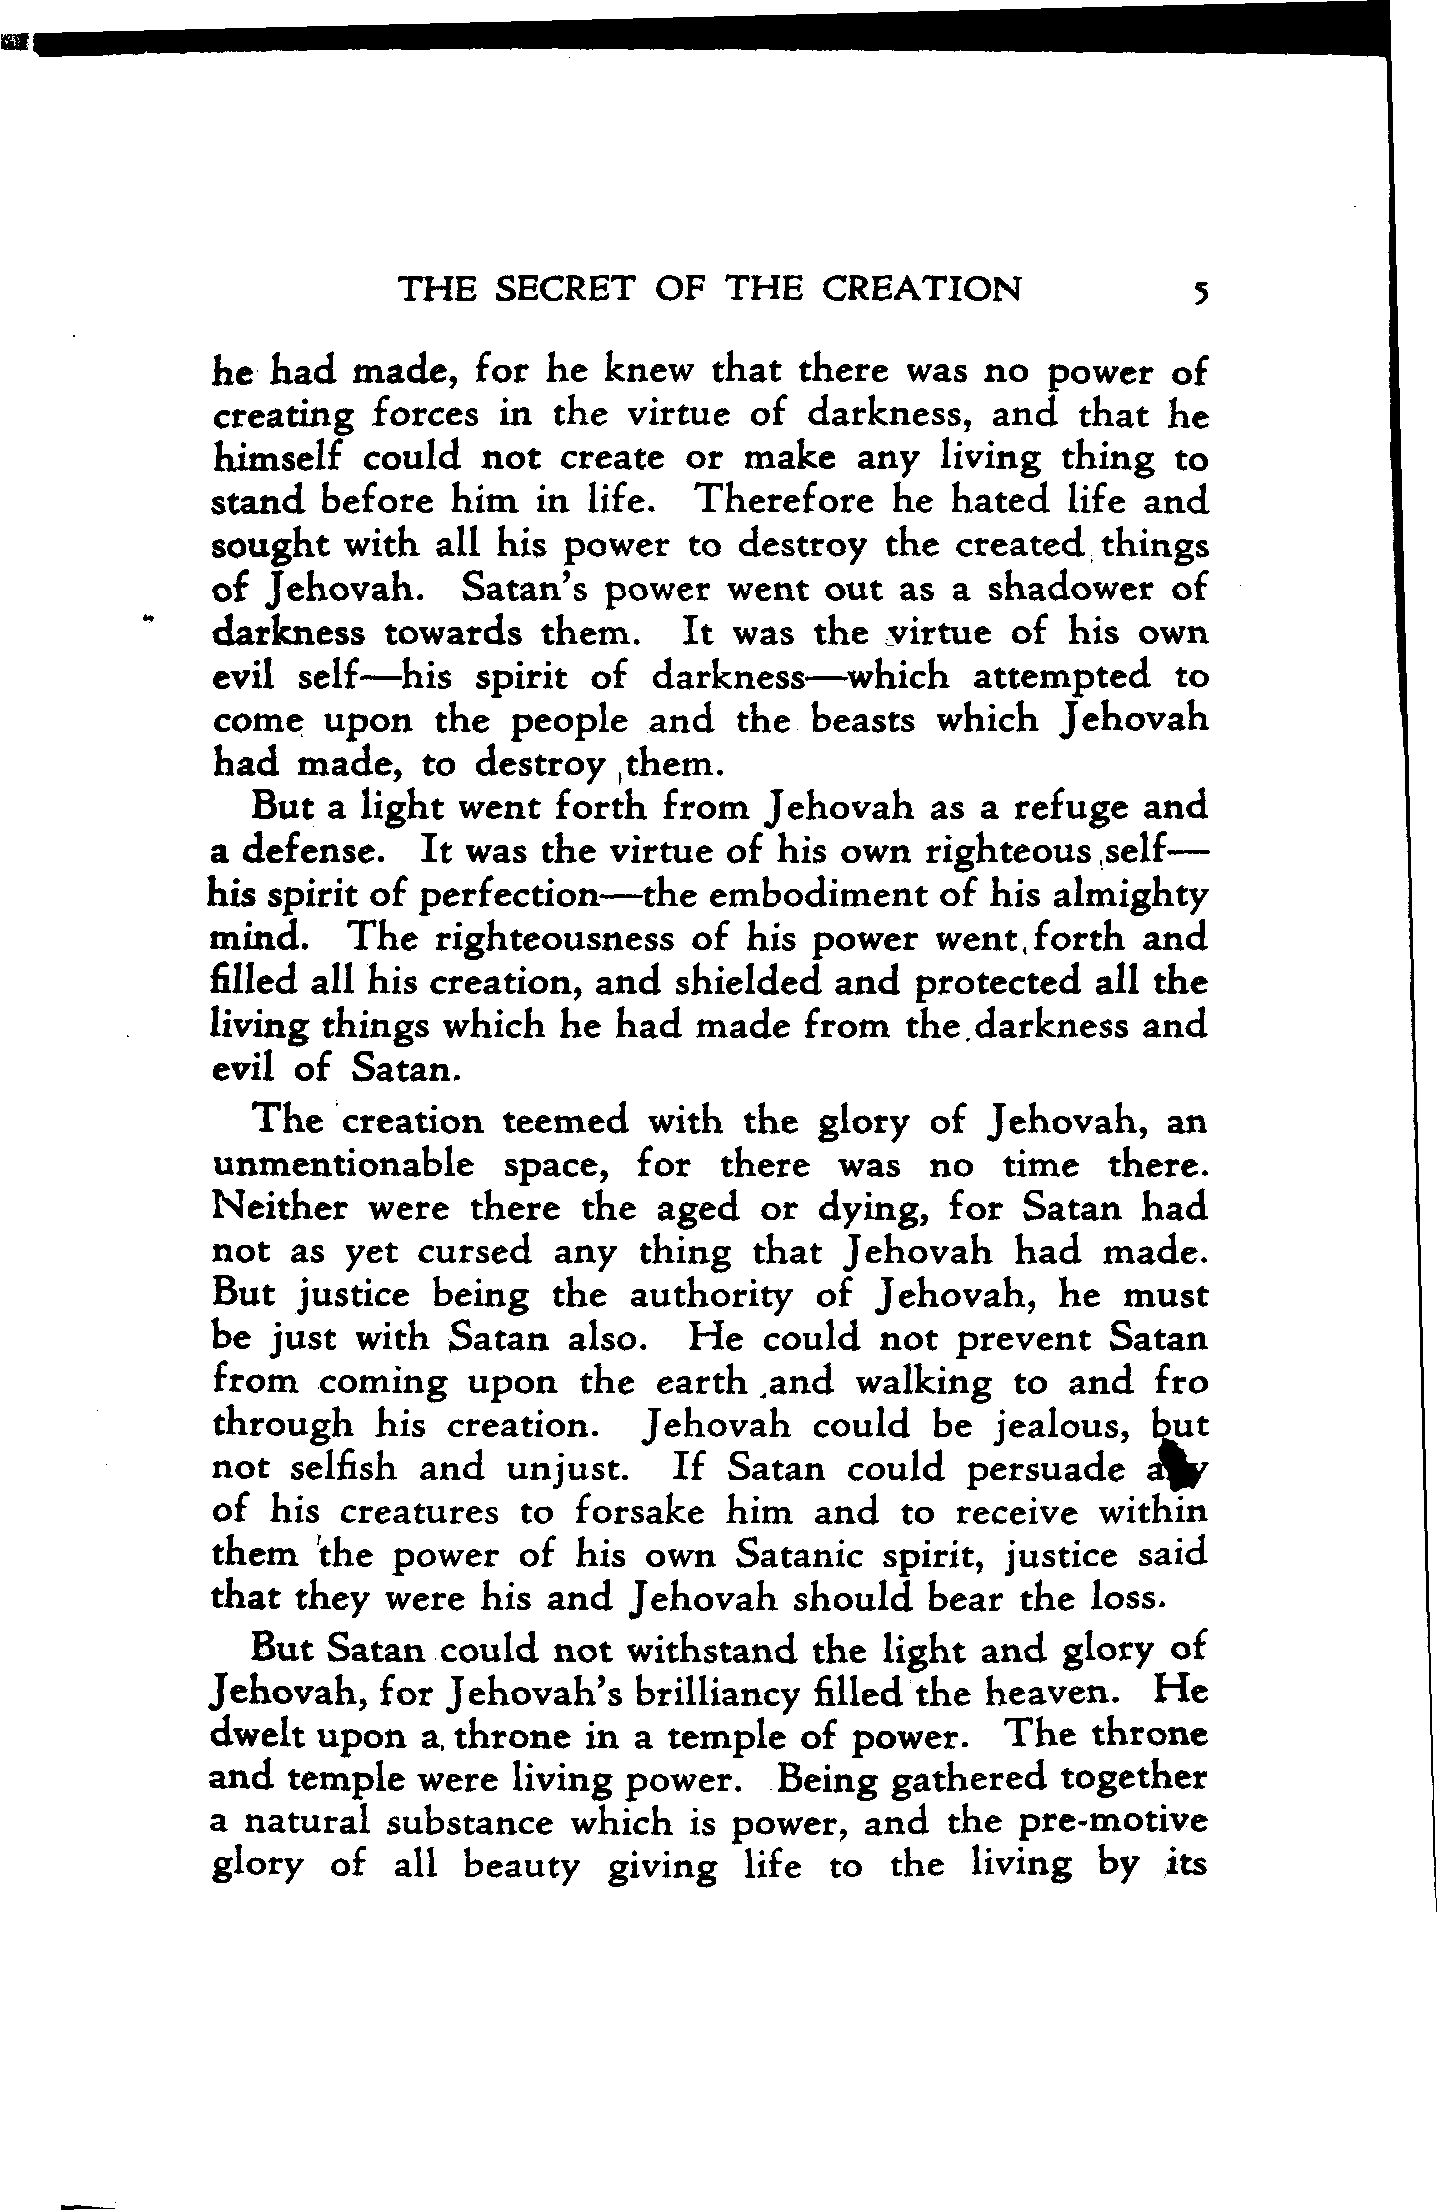 THE SECRET OF THE CREATION 5
he had made, for he knew that there was no power of
creating forces in the virtue of darkness, and that he
himself could not create or make any living thing to
stand before him in life. Therefore he hated life and
sought with all his power to destroy the created things
of Jehovah. Satan's power went out as a shadower of
darkness towards them. It was the virtue of his own
evil self—his spirit of darkness—which attempted to
come upon the people and the beasts which Jehovah
had made, to destroy them.
But a light went forth from Jehovah as a refuge and
a defense. It was the virtue of his own righteous self—
his spirit of perfection—the embodiment of his almighty
mind. The righteousness of his power went forth and
filled all his creation, and shielded and protected all the
living things which he had made from the darkness and
evil of Satan.
The creation teemed with the glory of Jehovah, an
unmentionable space, for there was no time there.
Neither were there the aged or dying, for Satan had
not as yet cursed any thing that Jehovah had made.
But justice being the authority of Jehovah, he must
be just with Satan also. He could not prevent Satan
from coming upon the earth and walking to and fro
through his creation. Jehovah could be jealous, but
not selfish and unjust. If Satan could persuade any
of his creatures to forsake him and to receive within
them the power of his own Satanic spirit, justice said
that they were his and Jehovah should bear the loss.
But Satan could not withstand the light and glory of
Jehovah, for Jehovah's brilliancy filled the heaven. He
dwelt upon a throne in a temple of power. The throne
and temple were living power. Being gathered together
a natural substance which is power, and the pre-motive
glory of all beauty giving life to the living by its